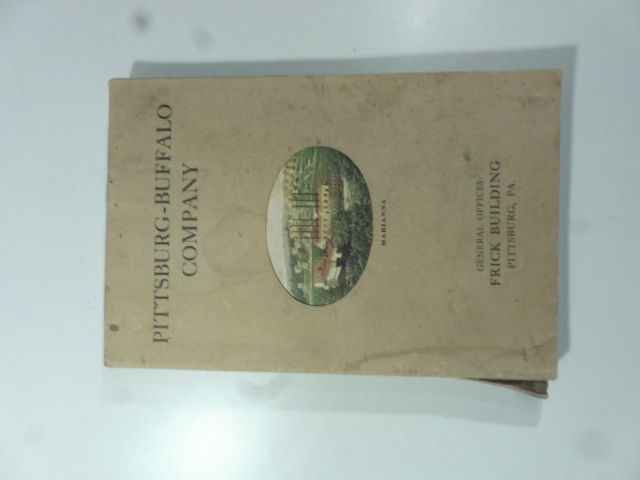 PITTSBURG-BUFFALO
COMPANY
MARIANNA
GENERAL OFFICES
FRICK BUILDING
PITTSBURG, PA.